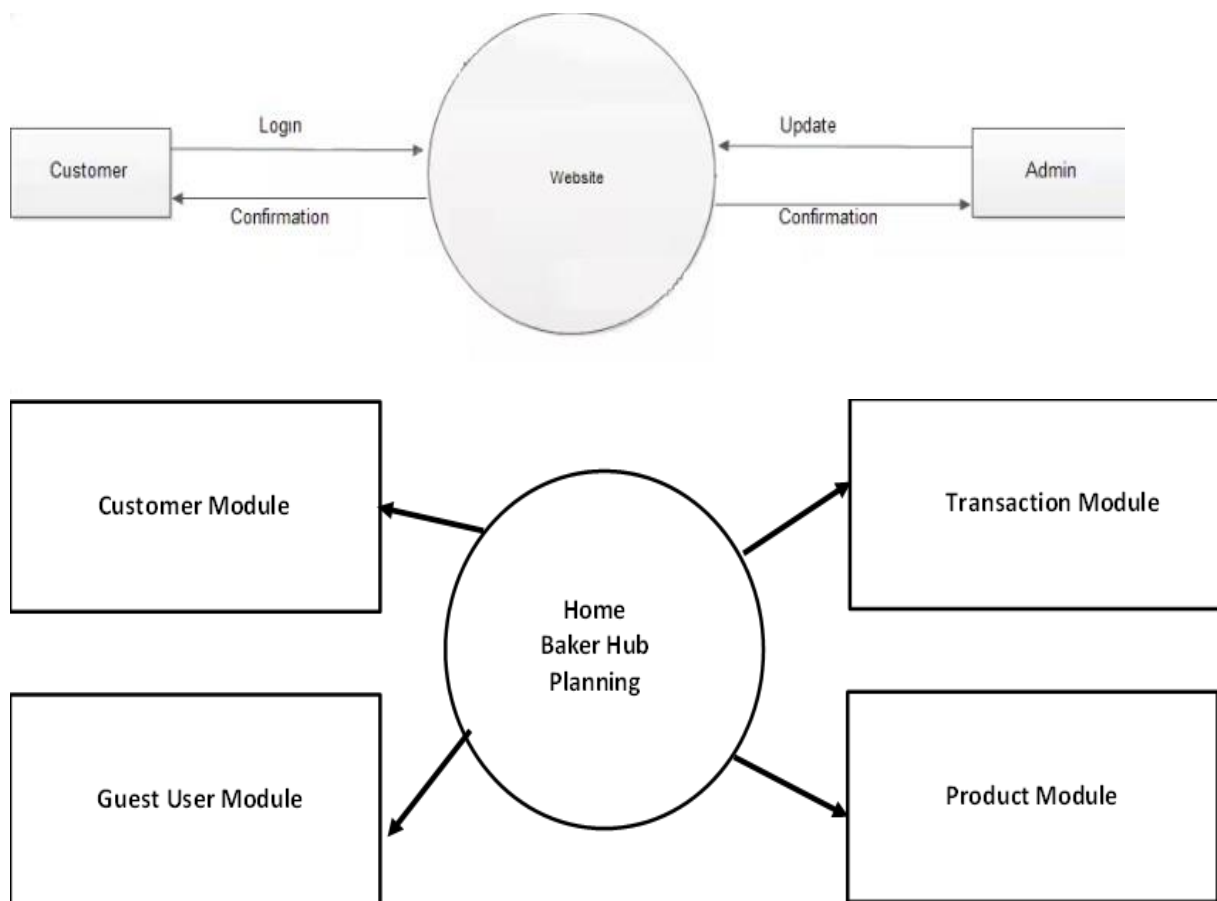 Login
Update
Customer
Website
Admin
Confirmation
Confirmation
Customer Module
Transaction Module
Home
Baker Hub
Planning
Guest User Module
Product Module